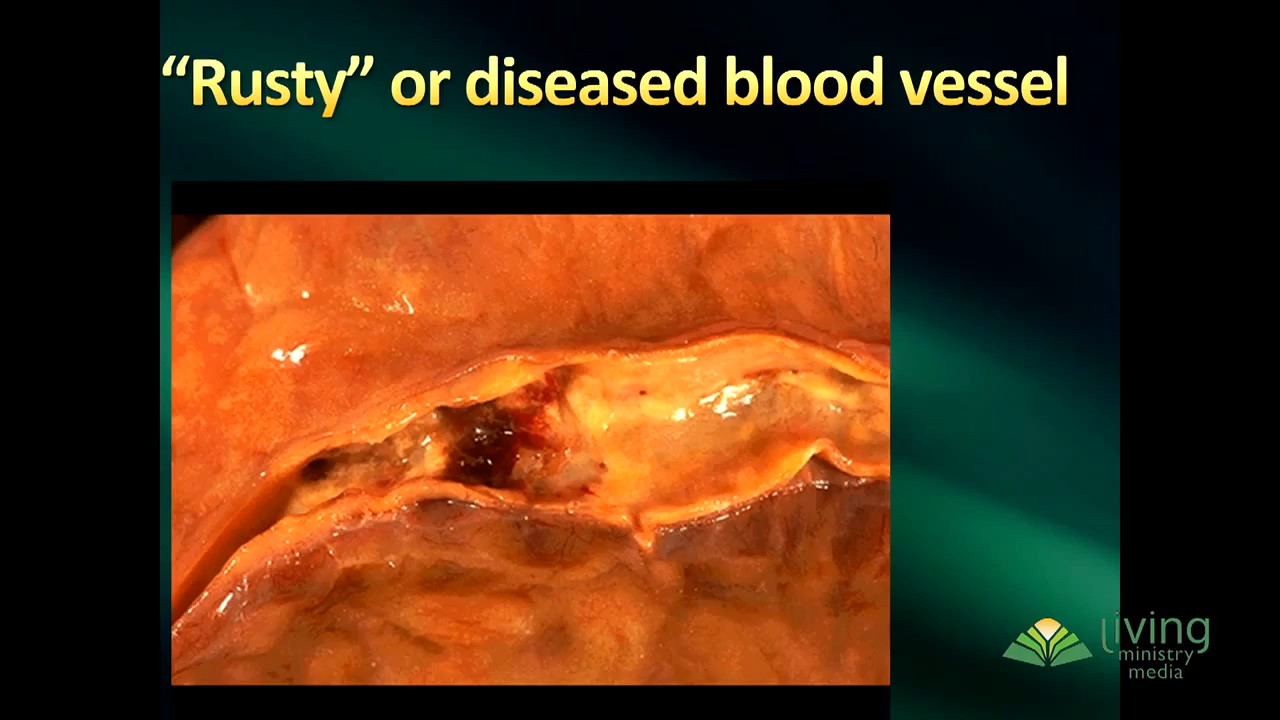 “Rusty” or diseased blood vessel
Living
ministry
media